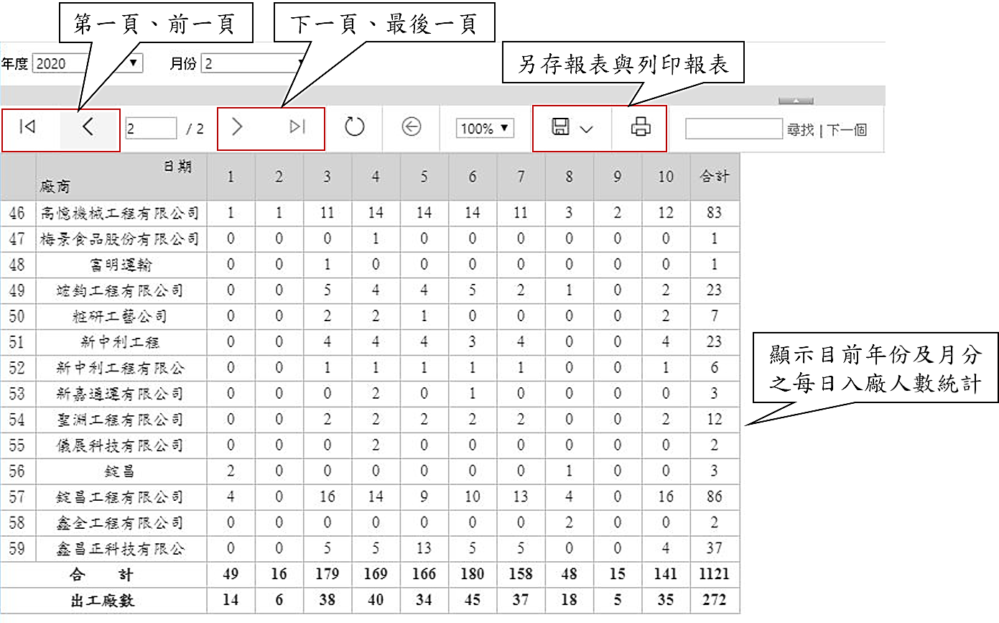 第一頁、前一頁
下一頁、最後一頁
年度 2020 月份 2
另存報表與列印報表
2 / 2 100% 尋找 | 下一個
日期
廠商 1 2 3 4 5 6 7 8 9 10 合計
46 高憶機械工程有限公司 1 1 11 14 14 14 11 3 2 12 83
47 梅景食品股份有限公司 0 0 0 1 0 0 0 0 0 0 1
48 富明運輸 0 0 1 0 0 0 0 0 0 0 1
49 竤鈞工程有限公司 0 0 5 4 4 5 2 1 0 2 23
50 粧研工藝公司 0 0 2 2 1 0 0 0 0 2 7
51 新中利工程 0 0 4 4 4 3 4 0 0 4 23
52 新中利工程有限公 0 0 1 1 1 1 1 0 0 1 6
53 新嘉通運有限公司 0 0 0 2 0 1 0 0 0 0 3
54 聖淵工程有限公司 0 0 2 2 2 2 2 0 0 2 12
55 儀展科技有限公司 0 0 0 2 0 0 0 0 0 0 2
56 錠昌 2 0 0 0 0 0 0 1 0 0 3
57 錠昌工程有限公司 4 0 16 14 9 10 13 4 0 16 86
58 鑫全工程有限公司 0 0 0 0 0 0 0 2 0 0 2
59 鑫昌正科技有限公 0 0 5 5 13 5 5 0 0 4 37
合 計 49 16 179 169 166 180 158 48 15 141 1121
出工廠數 14 6 38 40 34 45 37 18 5 35 272
顯示目前年份及月分
之每日入廠人數統計